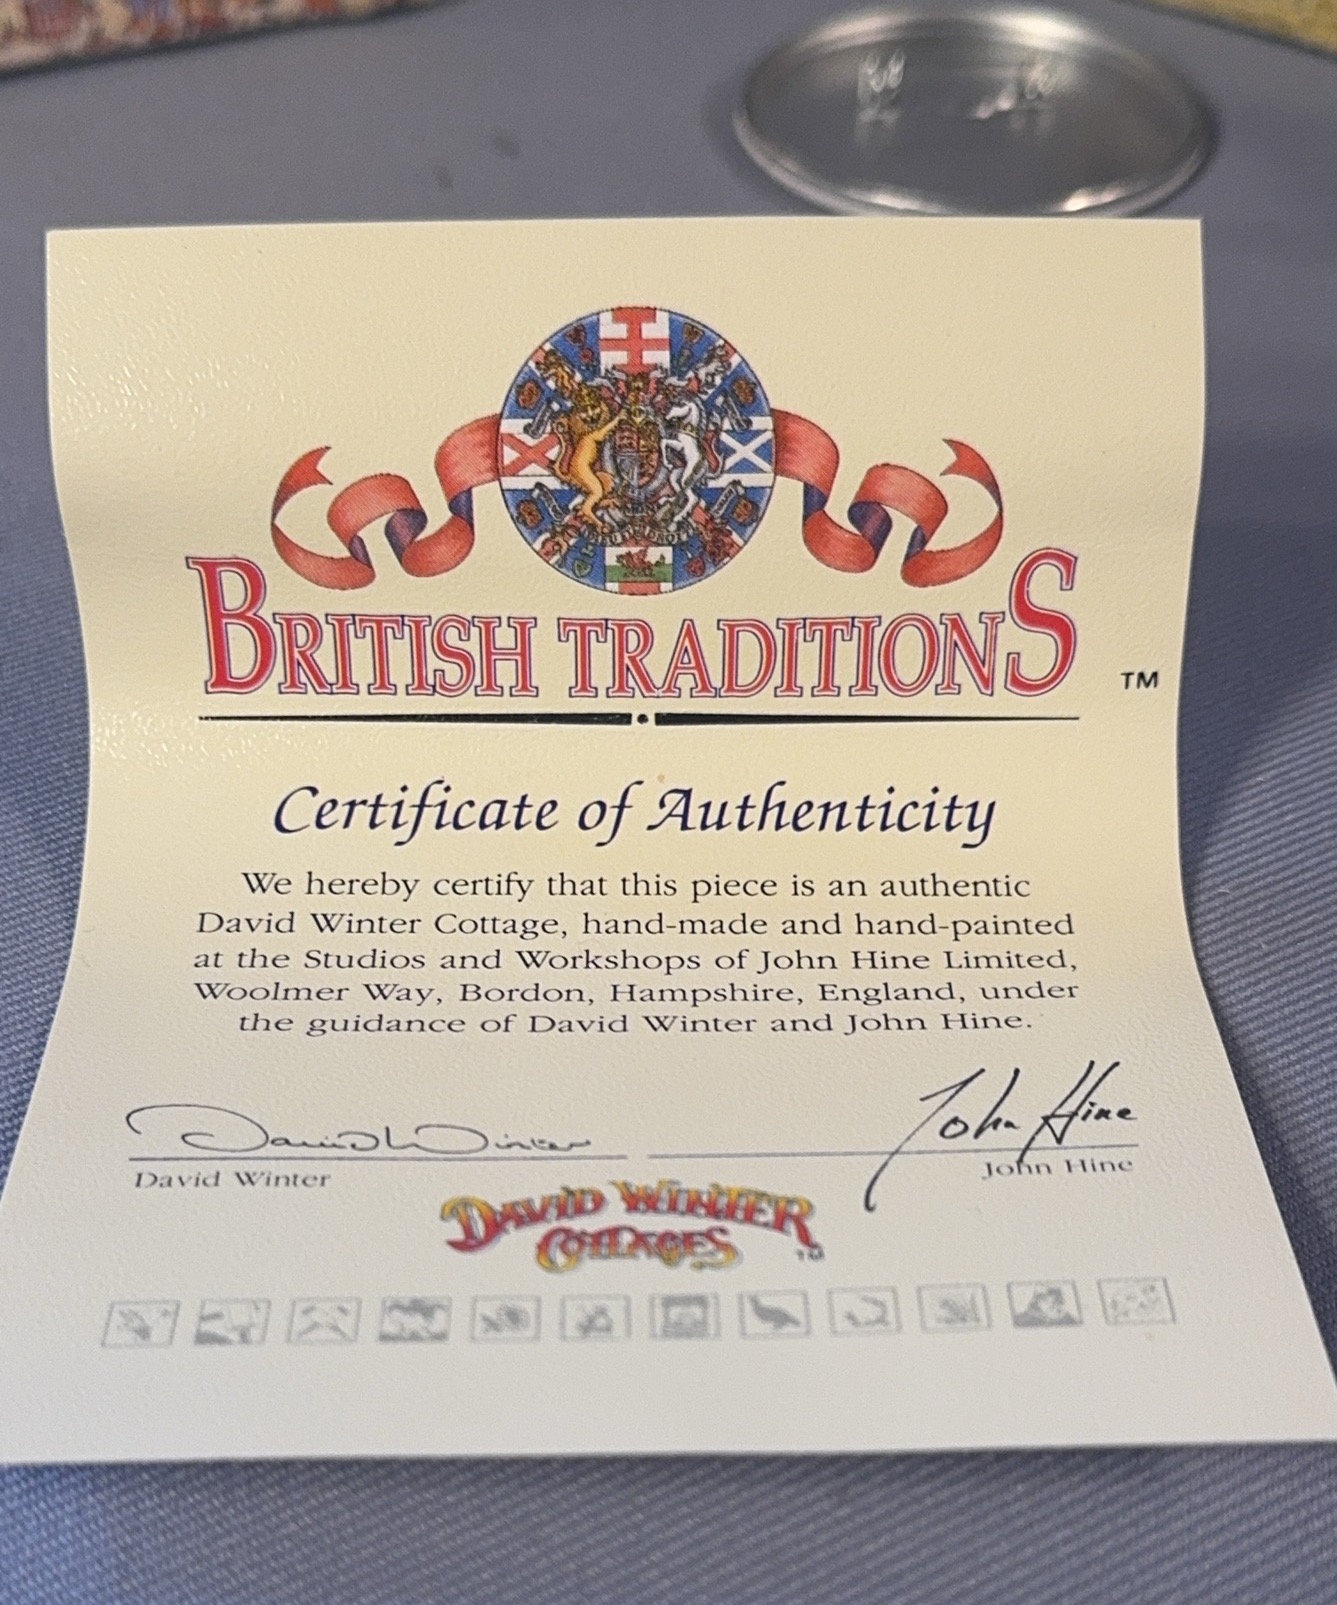 BRITISH TRADITIONS TM
Certificate of Authenticity
We hereby certify that this piece is an authentic
David Winter Cottage, hand-made and hand-painted
at the Studios and Workshops of John Hine Limited,
Woolmer Way, Bordon, Hampshire, England, under
the guidance of David Winter and John Hine.
David Winter John Hine
David Winter John Hine
DAVID WINTER
COTTAGES TM